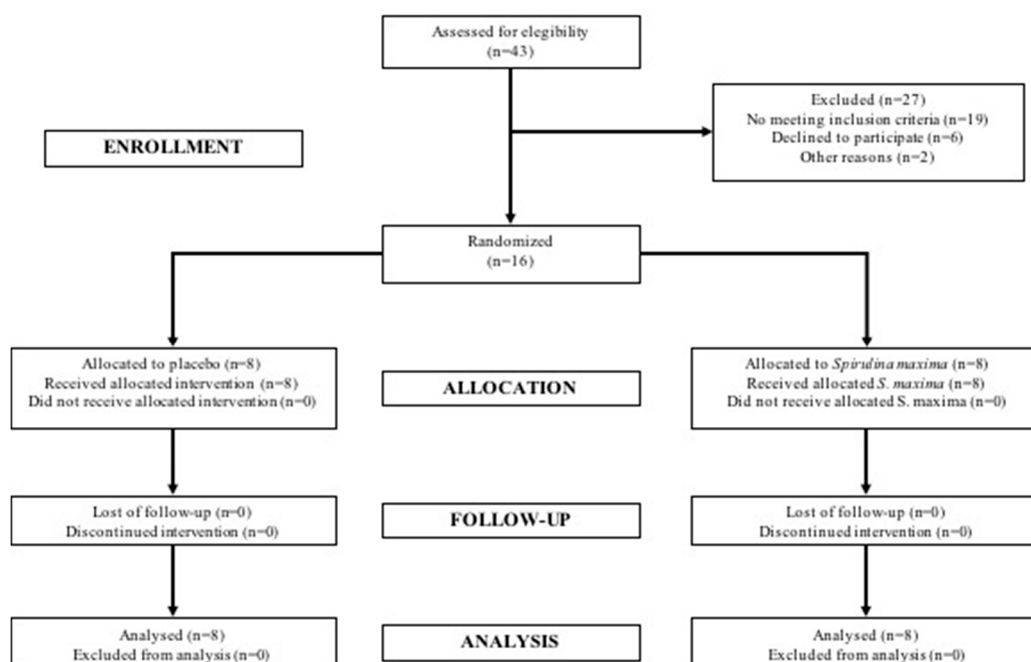 Assessed for elegibility
(n=43)
Excluded (n=27)
No meeting inclusion criteria (n=19)
Declined to participate (n=6)
Other reasons (n=2)
ENROLLMENT
Randomized
(n=16)
Allocated to placebo (n=8)
Received allocated intervention (n=8)
Did not receive allocated intervention (n=0)
ALLOCATION
Allocated to Spirulina maxima (n=8)
Received allocated S. maxima (n=8)
Did not receive allocated S. maxima (n=0)
Lost of follow-up (n=0)
Discontinued intervention (n=0)
FOLLOW-UP
Lost of follow-up (n=0)
Discontinued intervention (n=0)
Analysed (n=8)
Excluded from analysis (n=0)
ANALYSIS
Analysed (n=8)
Excluded from analysis (n=0)